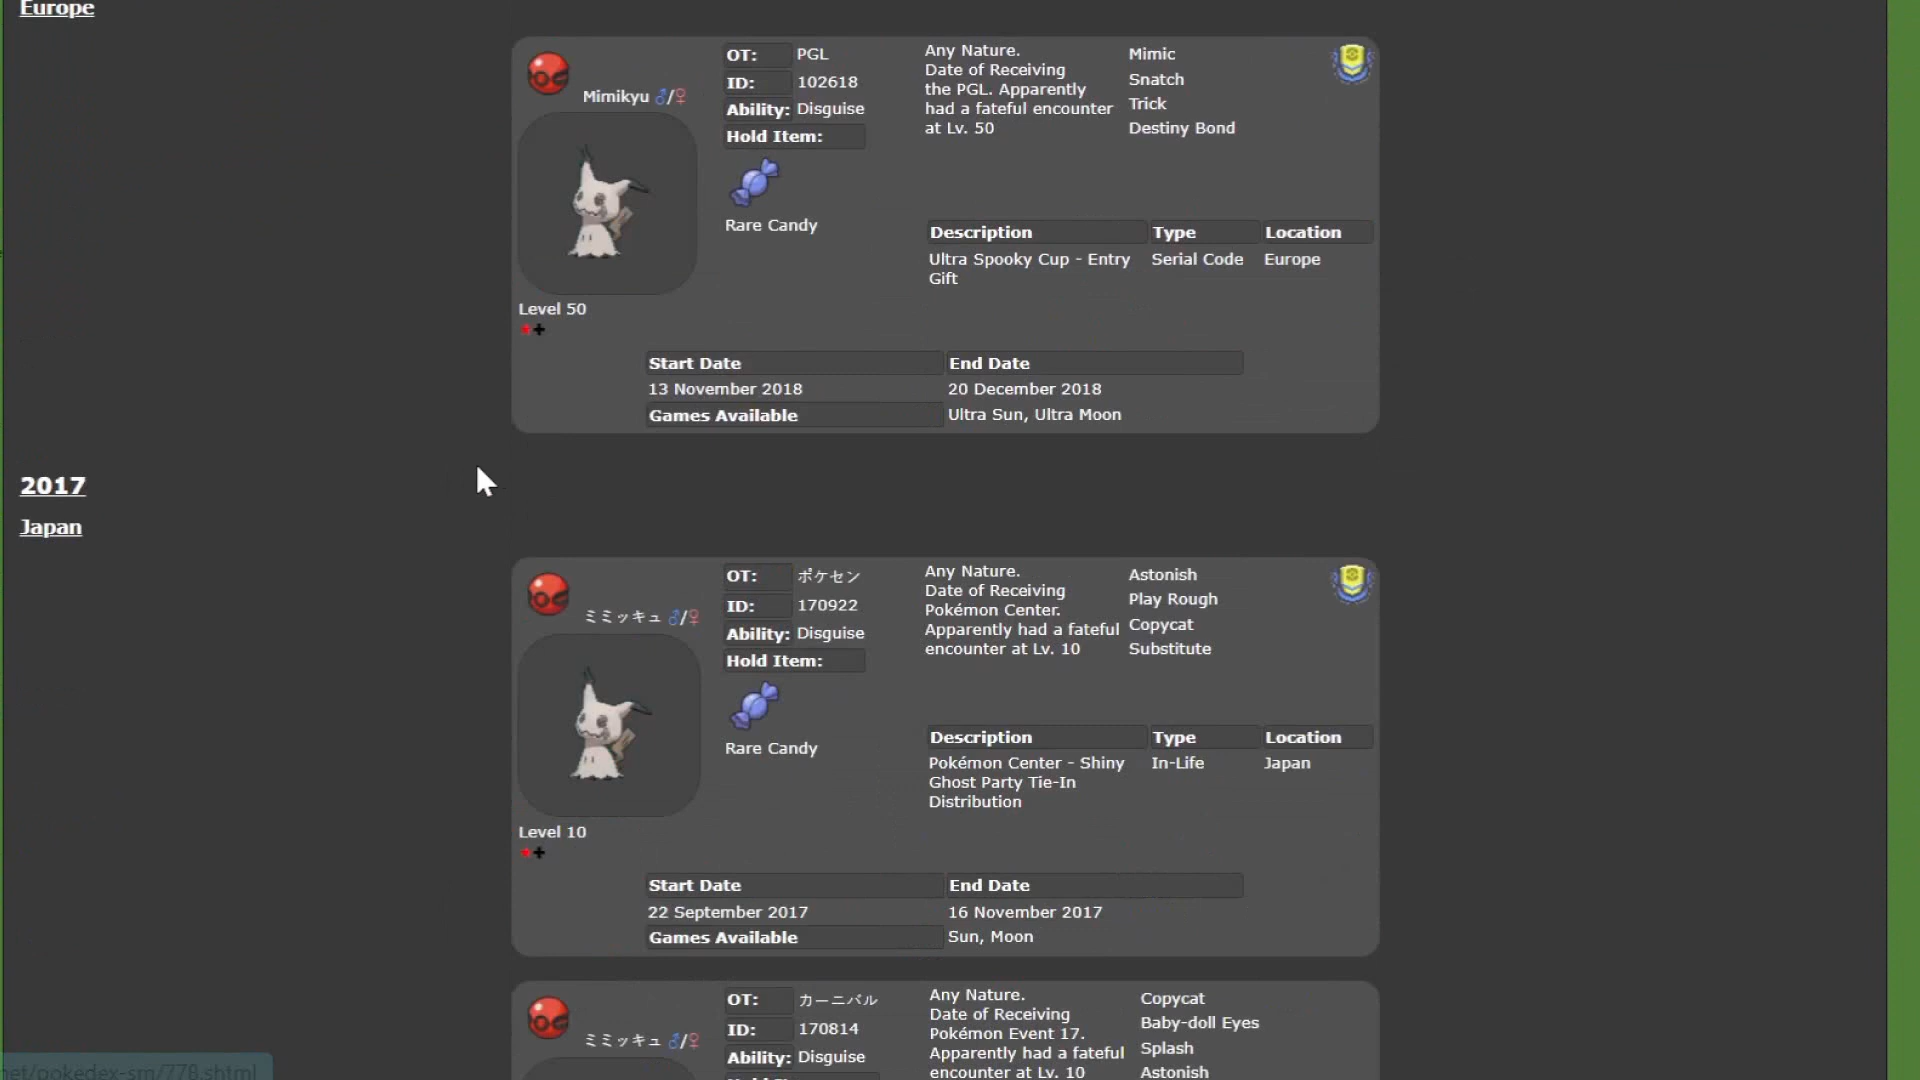 Europe
Mimikyu ♂/♀
Level 50
OT: PGL
ID: 102618
Ability: Disguise
Hold Item:
Rare Candy
Any Nature.
Date of Receiving
the PGL. Apparently
had a fateful encounter
at Lv. 50
Mimic
Snatch
Trick
Destiny Bond
Description Type Location
Ultra Spooky Cup - Entry Serial Code Europe
Gift
Start Date End Date
13 November 2018 20 December 2018
Games Available Ultra Sun, Ultra Moon
2017
Japan
ミミッキュ ♂/♀
Level 10
OT: ポケセン
ID: 170922
Ability: Disguise
Hold Item:
Rare Candy
Any Nature.
Date of Receiving
Pokémon Center.
Apparently had a fateful
encounter at Lv. 10
Astonish
Play Rough
Copycat
Substitute
Description Type Location
Pokémon Center - Shiny In-Life Japan
Ghost Party Tie-In
Distribution
Start Date End Date
22 September 2017 16 November 2017
Games Available Sun, Moon
ミミッキュ ♂/♀
OT: カーニバル
ID: 170814
Ability: Disguise
Any Nature.
Date of Receiving
Pokémon Event 17.
Apparently had a fateful
encounter at Lv. 10
Copycat
Baby-doll Eyes
Splash
Astonish
net/pokedex-sm/778.shtml